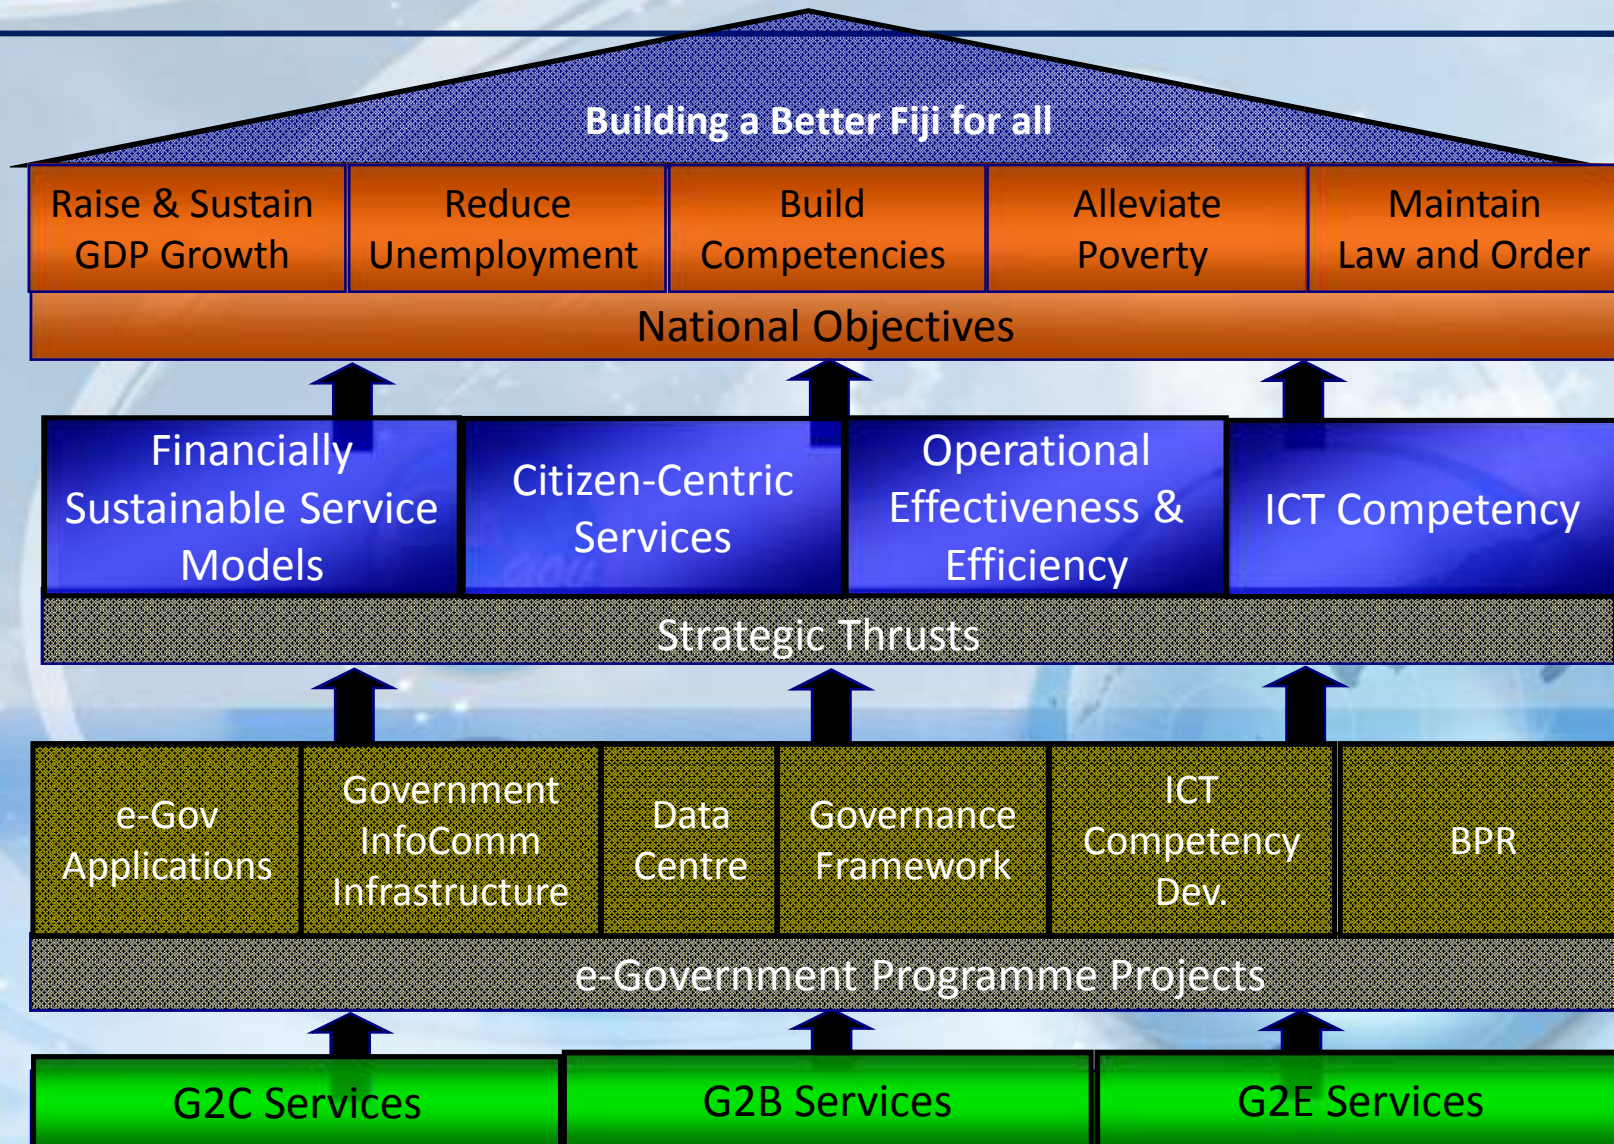 Building a Better Fiji for all
Raise & Sustain
GDP Growth
Reduce
Unemployment
Build
Competencies
Alleviate
Poverty
Maintain
Law and Order
National Objectives
Financially
Sustainable Service
Models
Citizen-Centric
Services
Operational
Effectiveness &
Efficiency
ICT Competency
Strategic Thrusts
e-Gov
Applications
Government
InfoComm
Infrastructure
Data
Centre
Governance
Framework
ICT
Competency
Dev.
BPR
e-Government Programme Projects
G2C Services
G2B Services
G2E Services